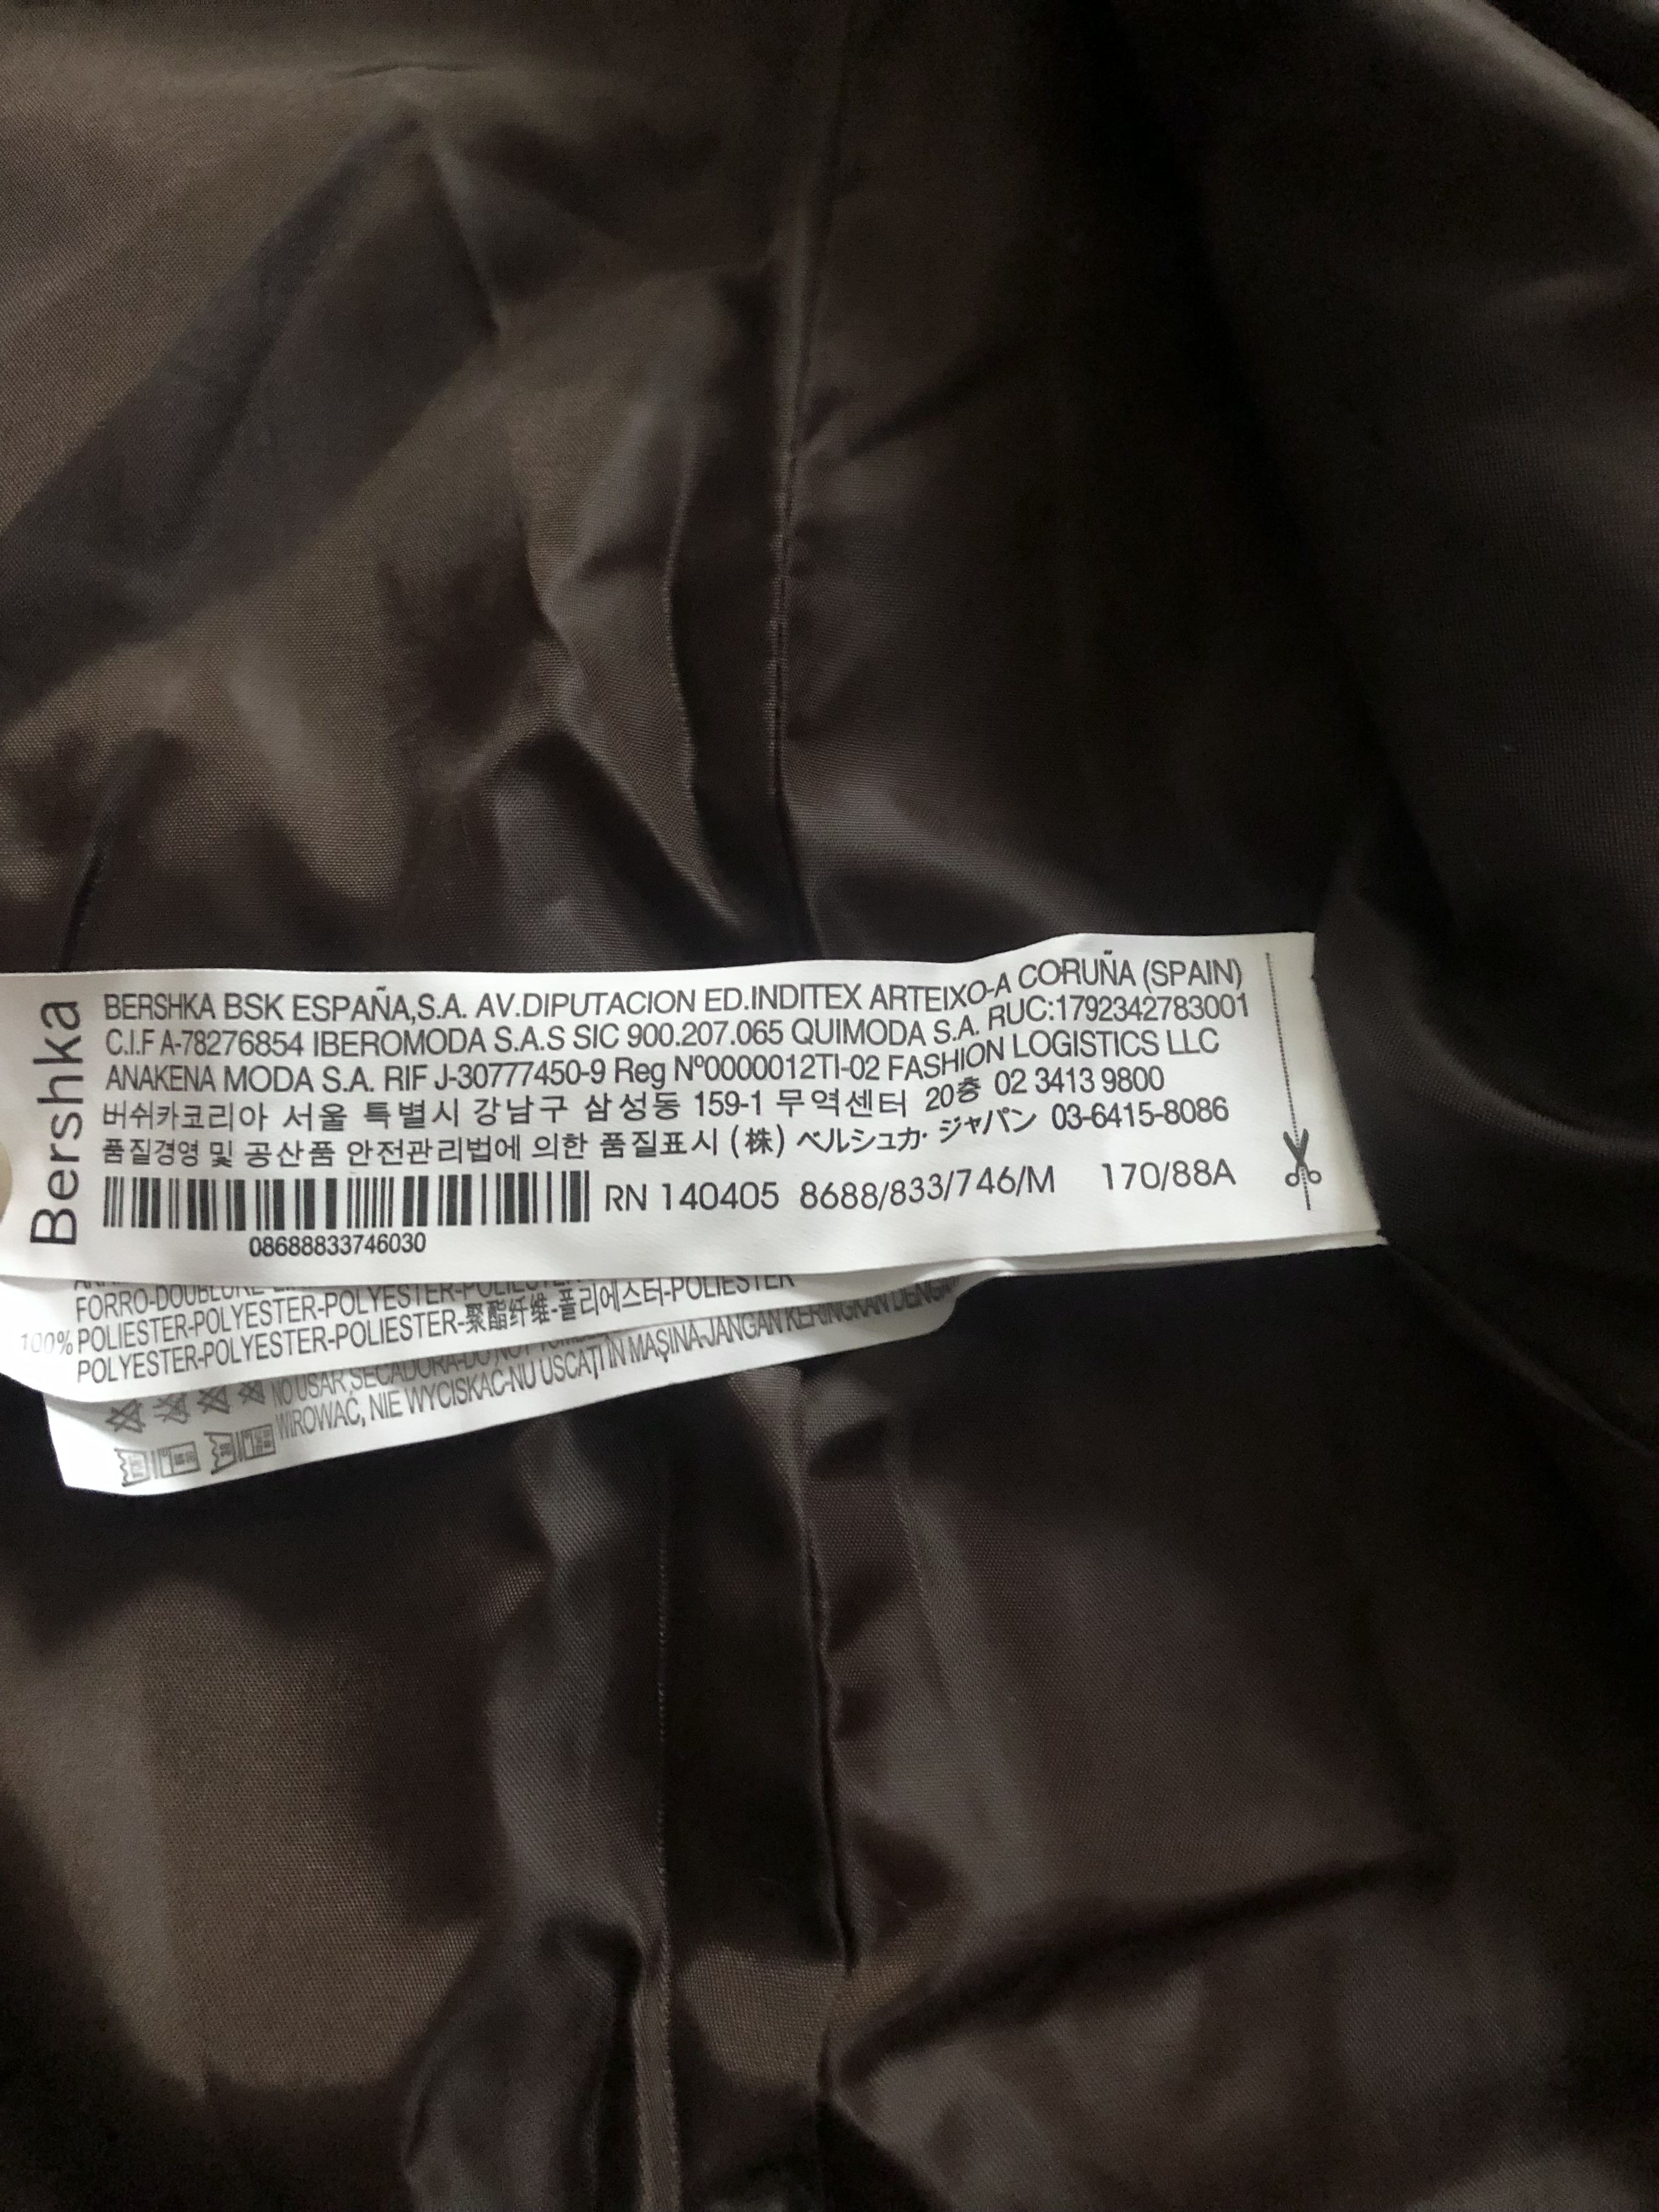 Bershka
BERSHKA BSK ESPAÑA,S.A. AV.DIPUTACION ED.INDITEX ARTEIXO-A CORUÑA (SPAIN)
C.I.F A-78276854 IBEROMODA S.A.S SIC 900.207.065 QUIMODA S.A. RUC:1792342783001
ANAKENA MODA S.A. RIF J-30777450-9 Reg Nº0000012TI-02 FASHION LOGISTICS LLC
버쉬카코리아 서울 특별시 강남구 삼성동 159-1 무역센터 20층 02 3413 9800
품질경영 및 공산품 안전관리법에 의한 품질표시 (株) ベルシュカ· ジャパン 03-6415-8086
RN 140405 8688/833/746/M 170/88A
08688833746030
FORRO-DOUBLURE
100% POLIESTER-POLYESTER-POLYESTER-POLIESTER
POLYESTER-POLYESTER-POLIESTER-聚酯纤维-폴리에스터-POLIESTER
NO USAR SECADORA-DO NOT
WIROWAĆ, NIE WYCISKAĆ-NU USCAŢI ÎN MAŞINA-JANGAN KERINGKAN